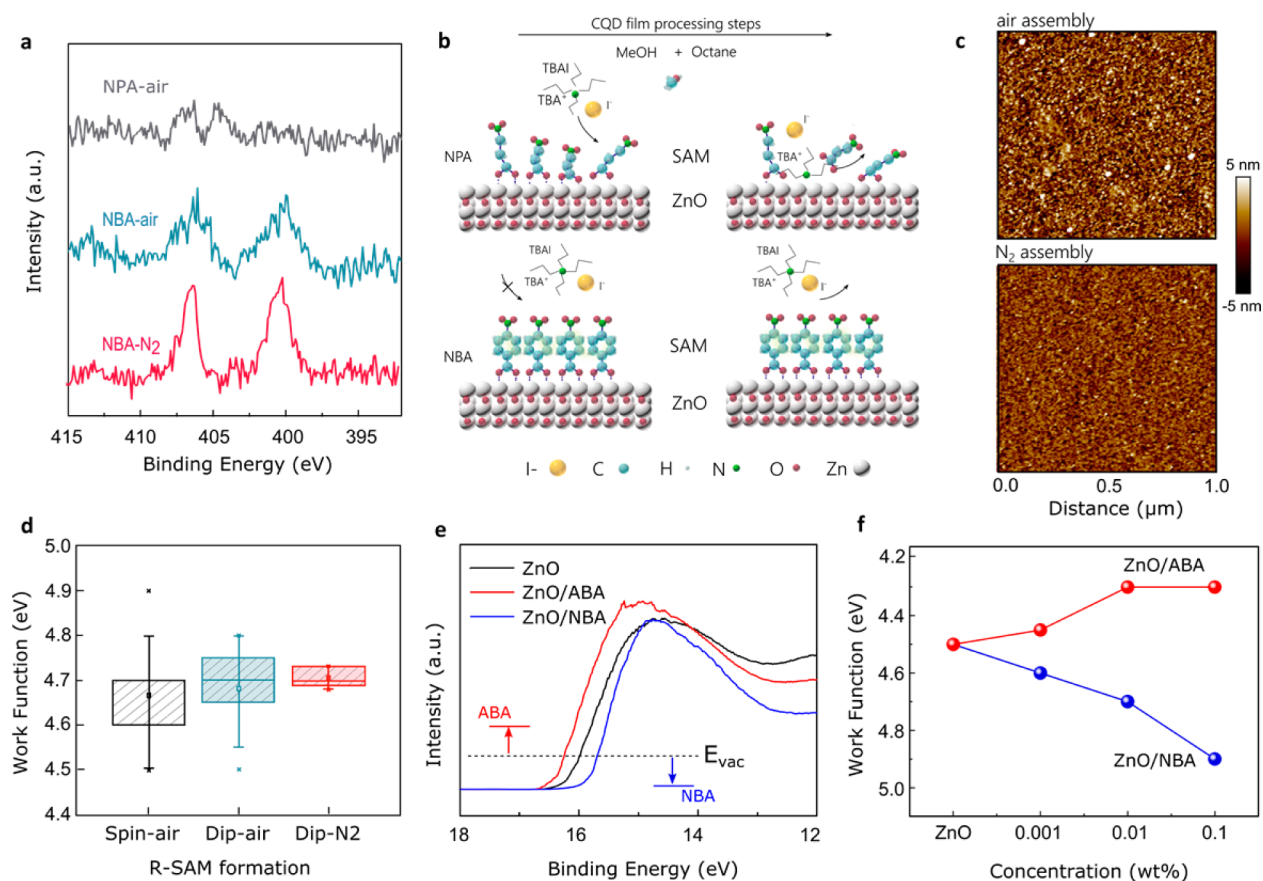 a
NPA-air
NBA-air
NBA-N2
Intensity (a.u.)
415 410 405 400 395
Binding Energy (eV)
b
CQD film processing steps
MeOH + Octane
TBAI
TBA+
I-
NPA
SAM
ZnO
I-
TBA+
TBAI
TBA+
I-
NBA
SAM
ZnO
TBAI
TBA+
I-
I- C H N O Zn
c
air assembly
5 nm
-5 nm
N2 assembly
0.0 0.5 1.0
Distance (µm)
d
Work Function (eV)
5.0
4.9
4.8
4.7
4.6
4.5
4.4
Spin-air Dip-air Dip-N2
R-SAM formation
e
Intensity (a.u.)
ZnO
ZnO/ABA
ZnO/NBA
ABA
Evac
NBA
18 16 14 12
Binding Energy (eV)
f
Work Function (eV)
4.2
4.4
4.6
4.8
5.0
ZnO/ABA
ZnO/NBA
ZnO 0.001 0.01 0.1
Concentration (wt%)